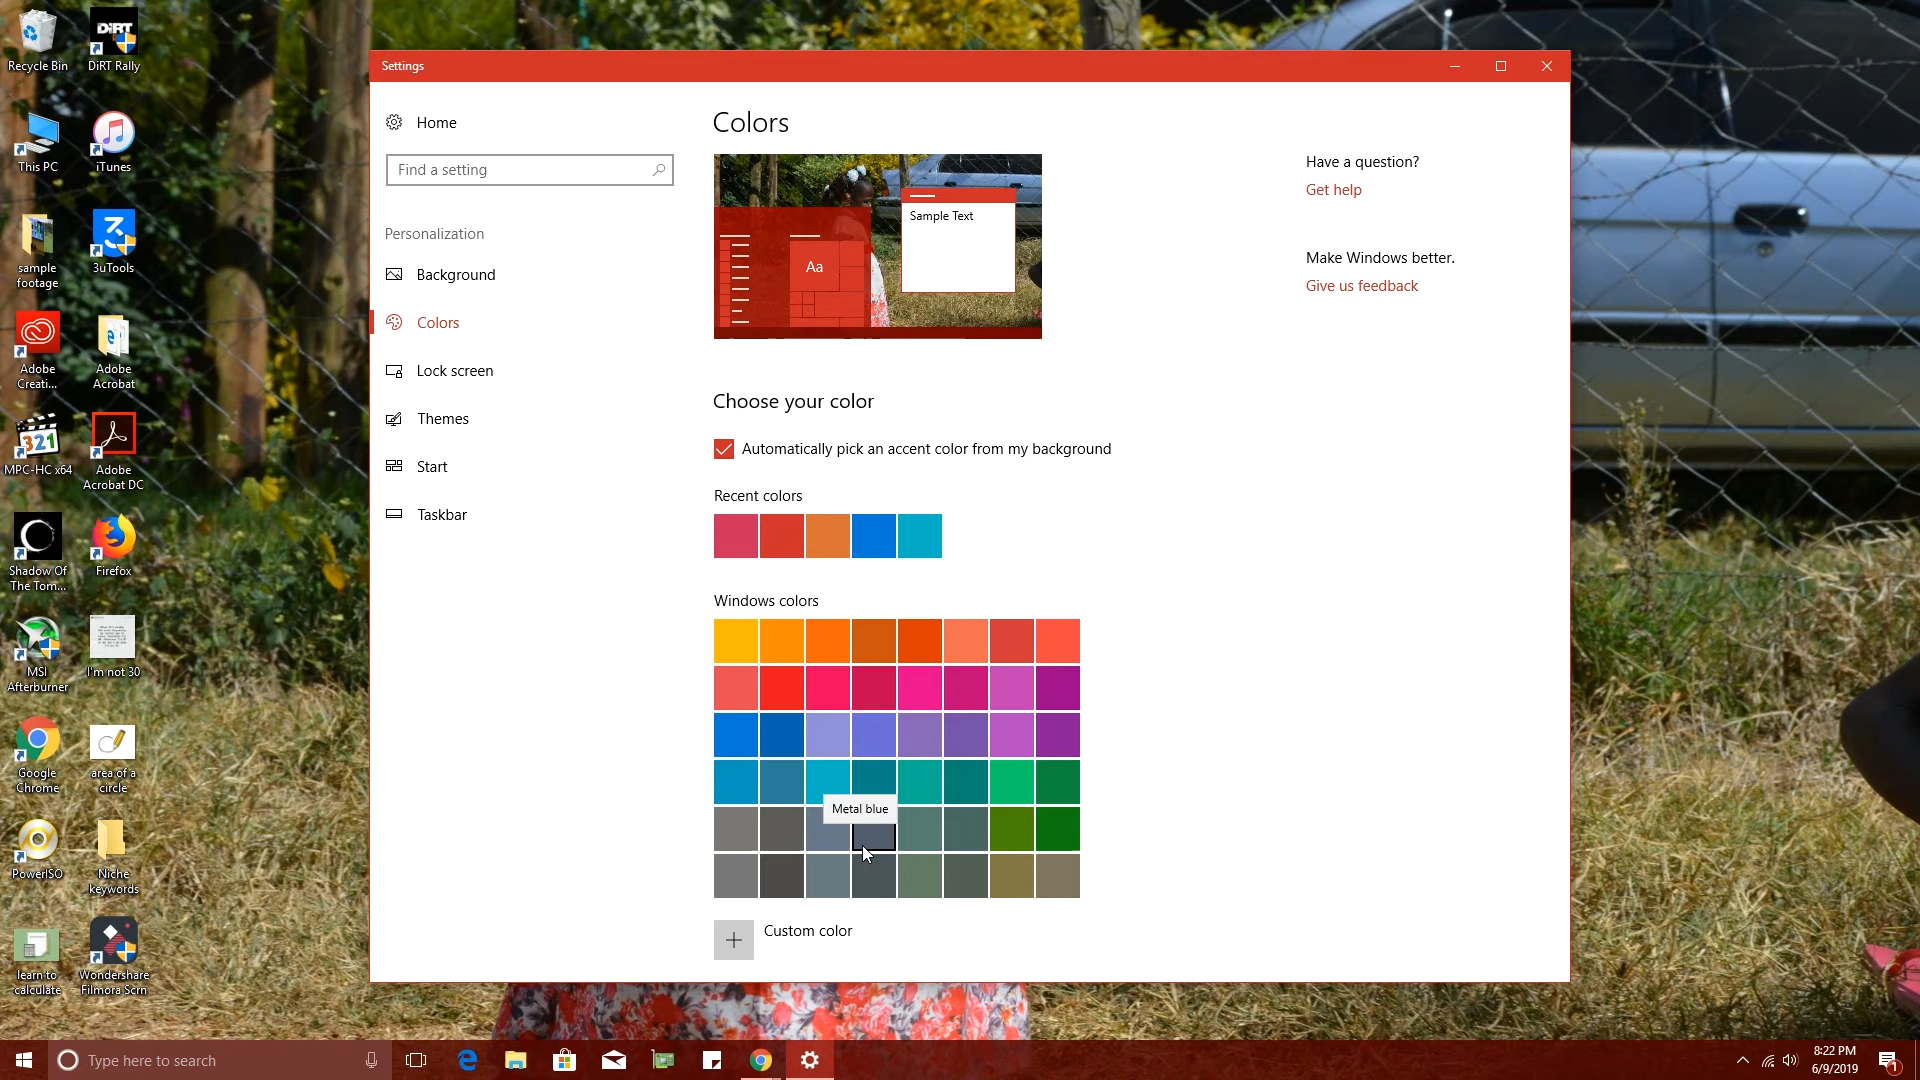 Recycle Bin
DiRT
DiRT Rally
This PC
iTunes
sample
footage
3uTools
Adobe
Creati...
Adobe
Acrobat
321
MPC-HC x64
Adobe
Acrobat DC
Shadow Of
The Tom...
Firefox
MSI
Afterburner
I'm not 30
Google
Chrome
area of a
circle
PowerISO
Niche
keywords
learn to
calculate
Wondershare
Filmora Scrn
Settings
Home
Find a setting
Personalization
Background
Colors
Lock screen
Themes
Start
Taskbar
Colors
Sample Text
Aa
Choose your color
Automatically pick an accent color from my background
Recent colors
Windows colors
Metal blue
Custom color
Have a question?
Get help
Make Windows better.
Give us feedback
Type here to search
8:22 PM
6/9/2019
1